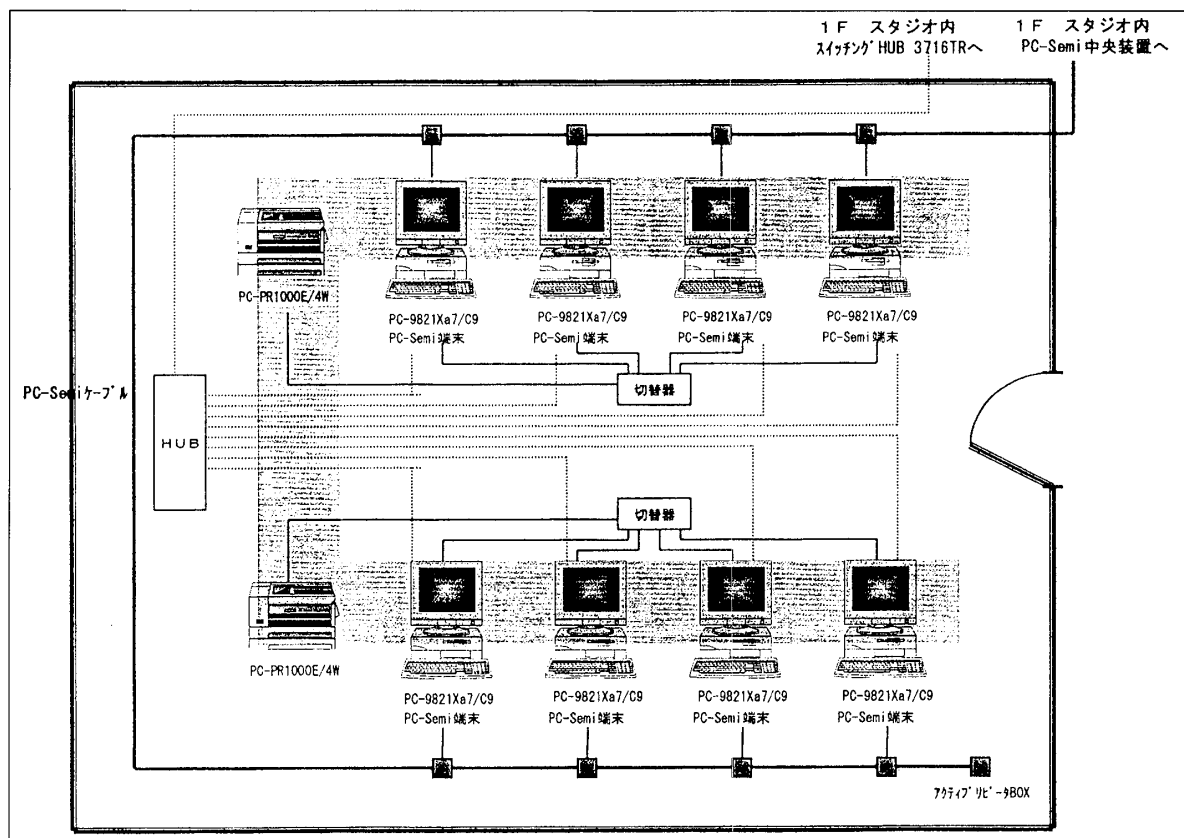 1F スタジオ内
スイッチングHUB 3716TRへ
1F スタジオ内
PC-Semi中央装置へ
PC-PR1000E/4W
PC-9821Xa7/C9
PC-Semi端末
PC-9821Xa7/C9
PC-Semi端末
PC-9821Xa7/C9
PC-Semi端末
PC-9821Xa7/C9
PC-Semi端末
切替器
PC-Semiケーブル
HUB
切替器
PC-PR1000E/4W
PC-9821Xa7/C9
PC-Semi端末
PC-9821Xa7/C9
PC-Semi端末
PC-9821Xa7/C9
PC-Semi端末
PC-9821Xa7/C9
PC-Semi端末
アクティブリピータBOX